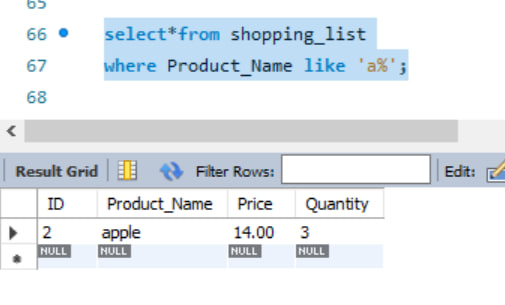 65
66 select*from shopping_list
67 where Product_Name like 'a%';
68
Result Grid Filter Rows: Edit:
ID Product_Name Price Quantity
2 apple 14.00 3
NULL NULL NULL NULL